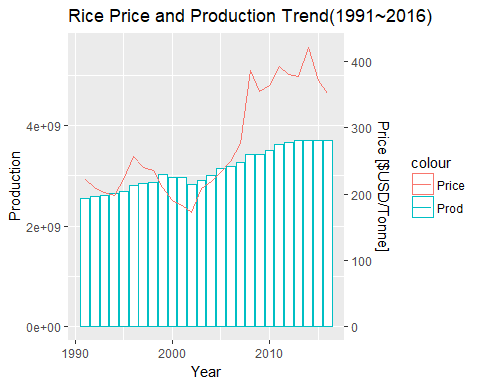 Rice Price and Production Trend(1991~2016)
Production
4e+09
2e+09
0e+00
1990
2000
2010
Year
400
300
200
100
0
Price [$USD/Tonne]
colour
Price
Prod